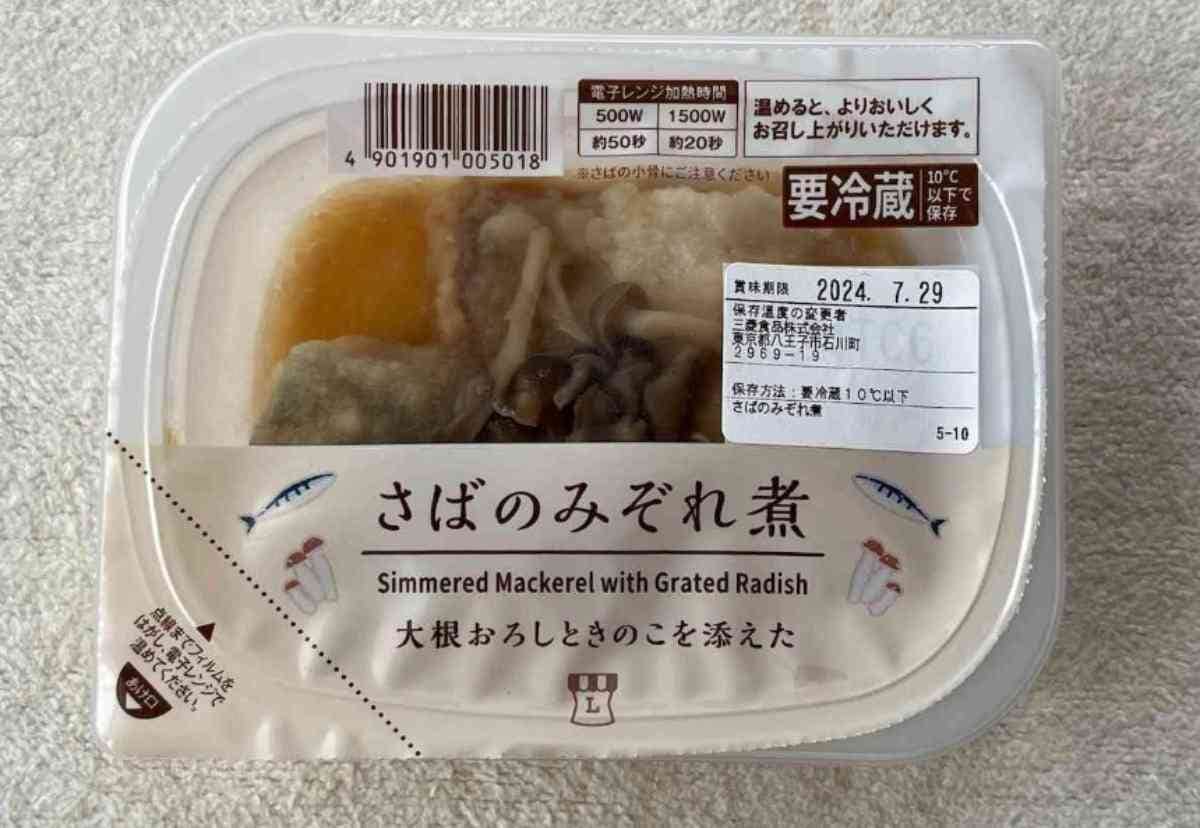 4 901901 005018
電子レンジ加熱時間
500W 1500W
約50秒 約20秒
温めると、よりおいしく
お召し上がりいただけます。
※さばの小骨にご注意ください
要冷蔵
10℃
以下で
保存
賞味期限 2024. 7.29
保存温度の変更者
三慶食品株式会社
東京都八王子市石川町
2969-19
保存方法：要冷蔵10℃以下
さばのみぞれ煮
5-10
さばのみぞれ煮
Simmered Mackerel with Grated Radish
大根おろしときのこを添えた
L
点線までフィルムを
はがし、電子レンジで
温めてください。
あけ口